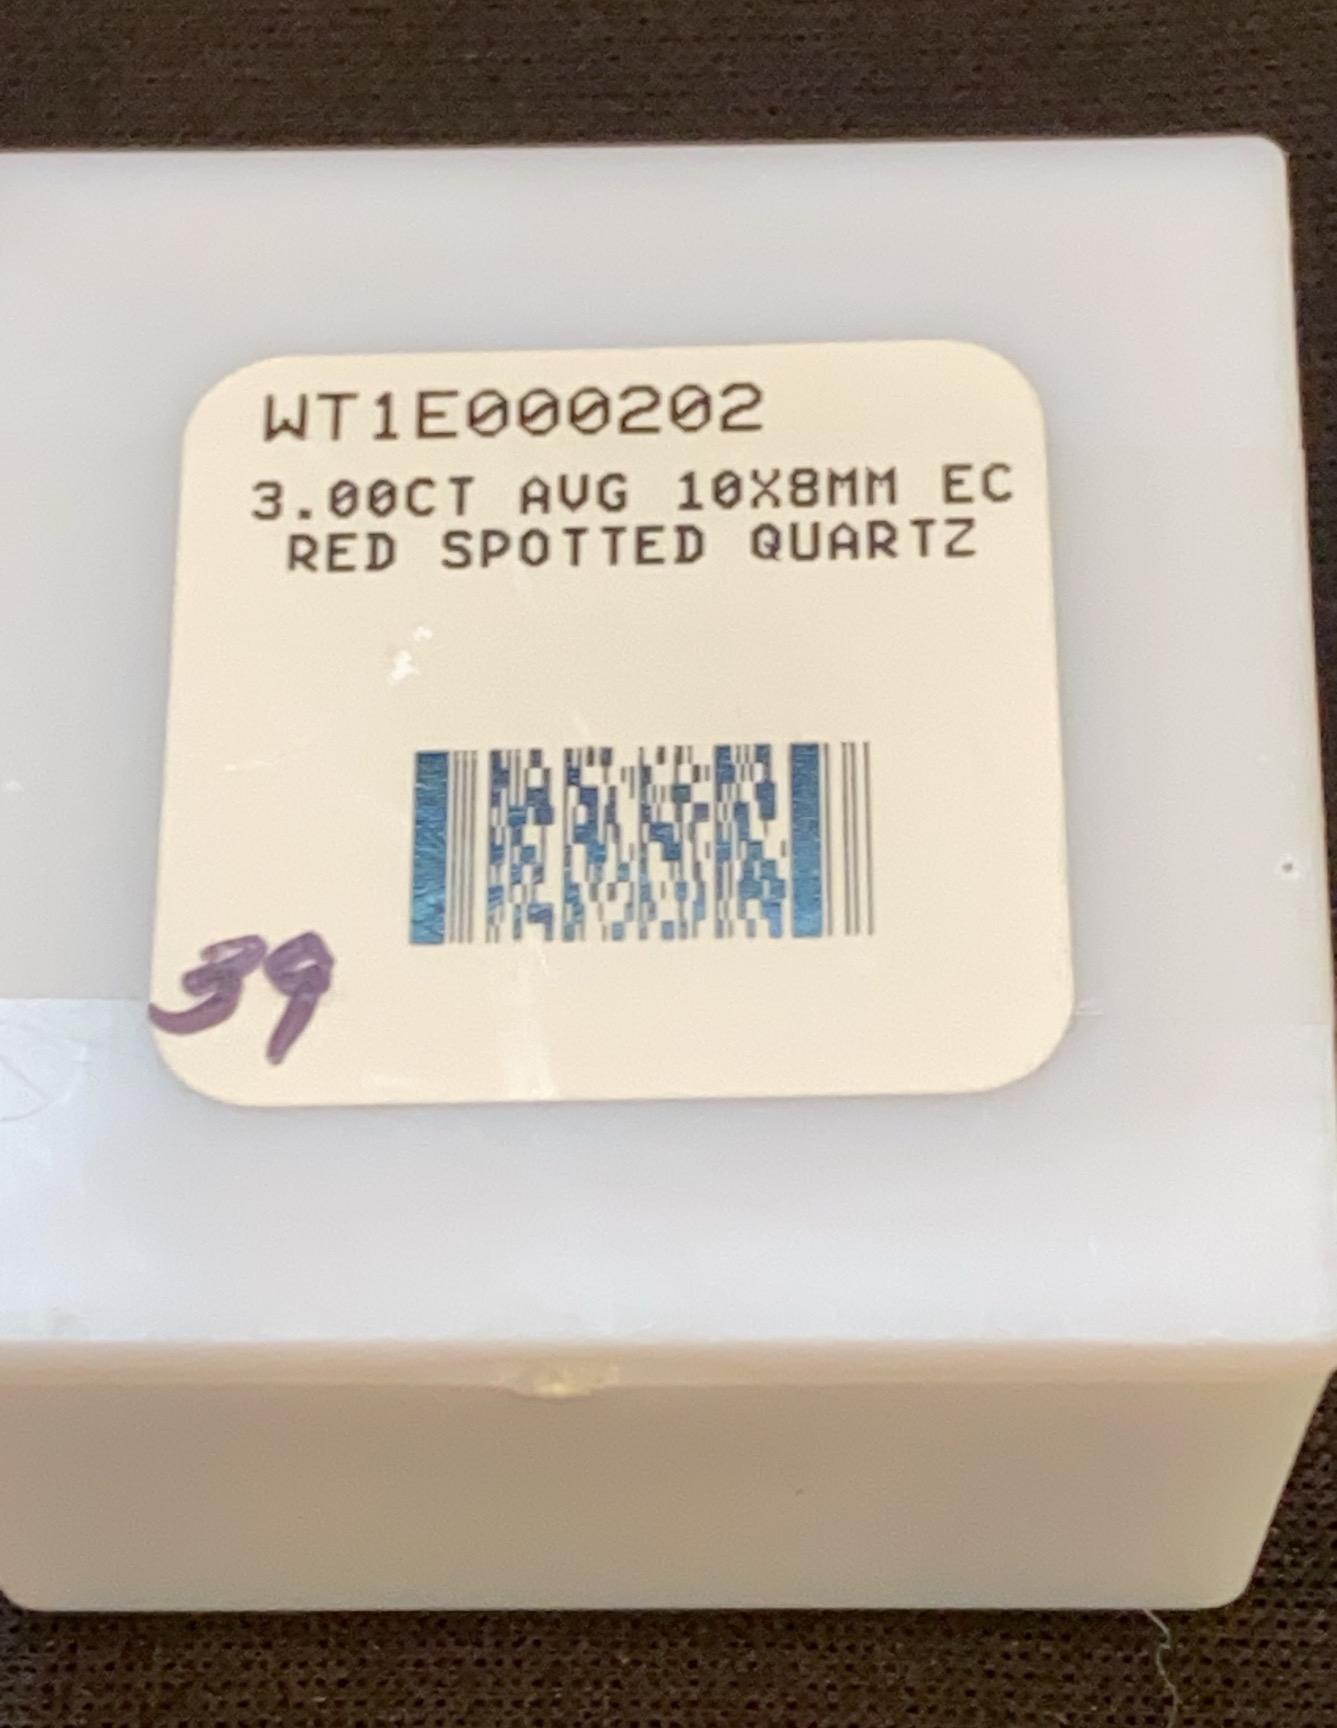 WT1E000202
3.00CT AVG 10X8MM EC
RED SPOTTED QUARTZ
39